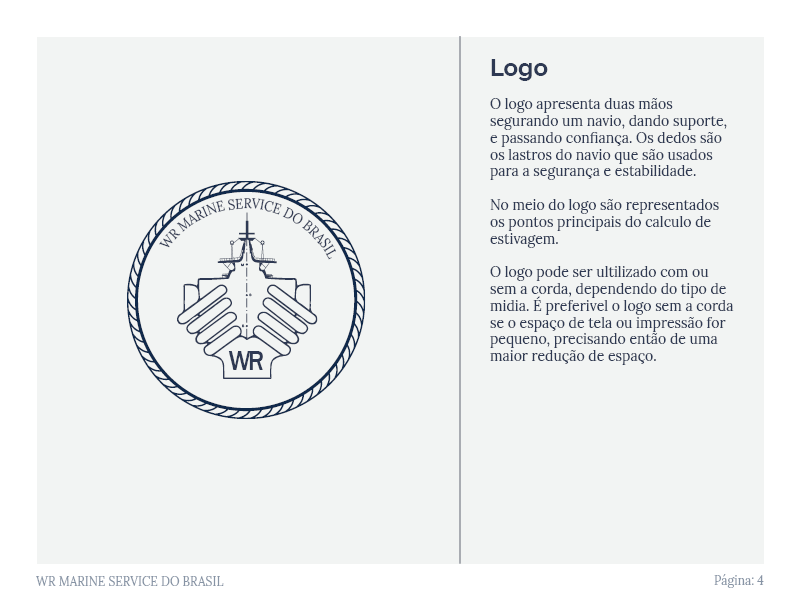 WR MARINE SERVICE DO BRASIL
WR
Logo
O logo apresenta duas mãos
segurando um navio, dando suporte,
e passando confiança. Os dedos são
os lastros do navio que são usados
para a segurança e estabilidade.
No meio do logo são representados
os pontos principais do calculo de
estivagem.
O logo pode ser ultilizado com ou
sem a corda, dependendo do tipo de
midia. É preferivel o logo sem a corda
se o espaço de tela ou impressão for
pequeno, precisando então de uma
maior redução de espaço.
WR MARINE SERVICE DO BRASIL
Página: 4